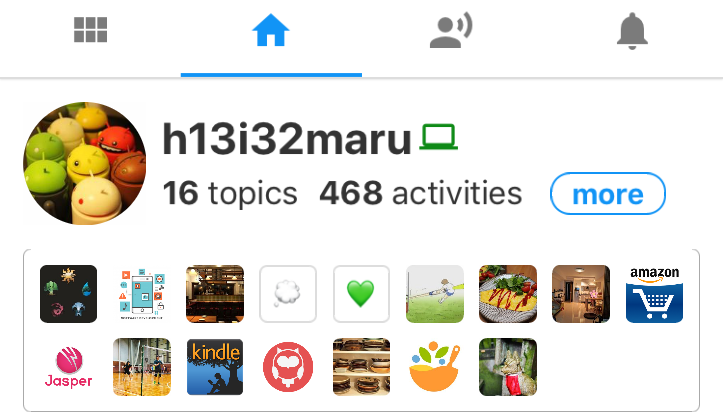 h13i32maru
16 topics 468 activities more
amazon
Jasper
kindle